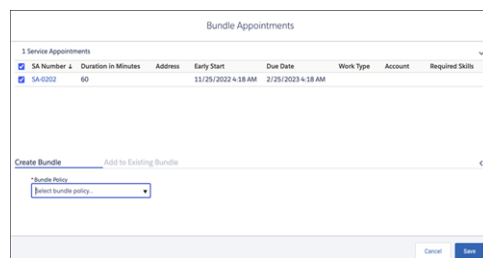 Bundle Appointments
1 Service Appointments
SA Number ↓ Duration in Minutes Address Early Start Due Date Work Type Account Required Skills
SA-0202 60 11/25/2022 4:18 AM 2/25/2023 4:18 AM
Create Bundle Add to Existing Bundle
* Bundle Policy
Select bundle policy...
Cancel Save